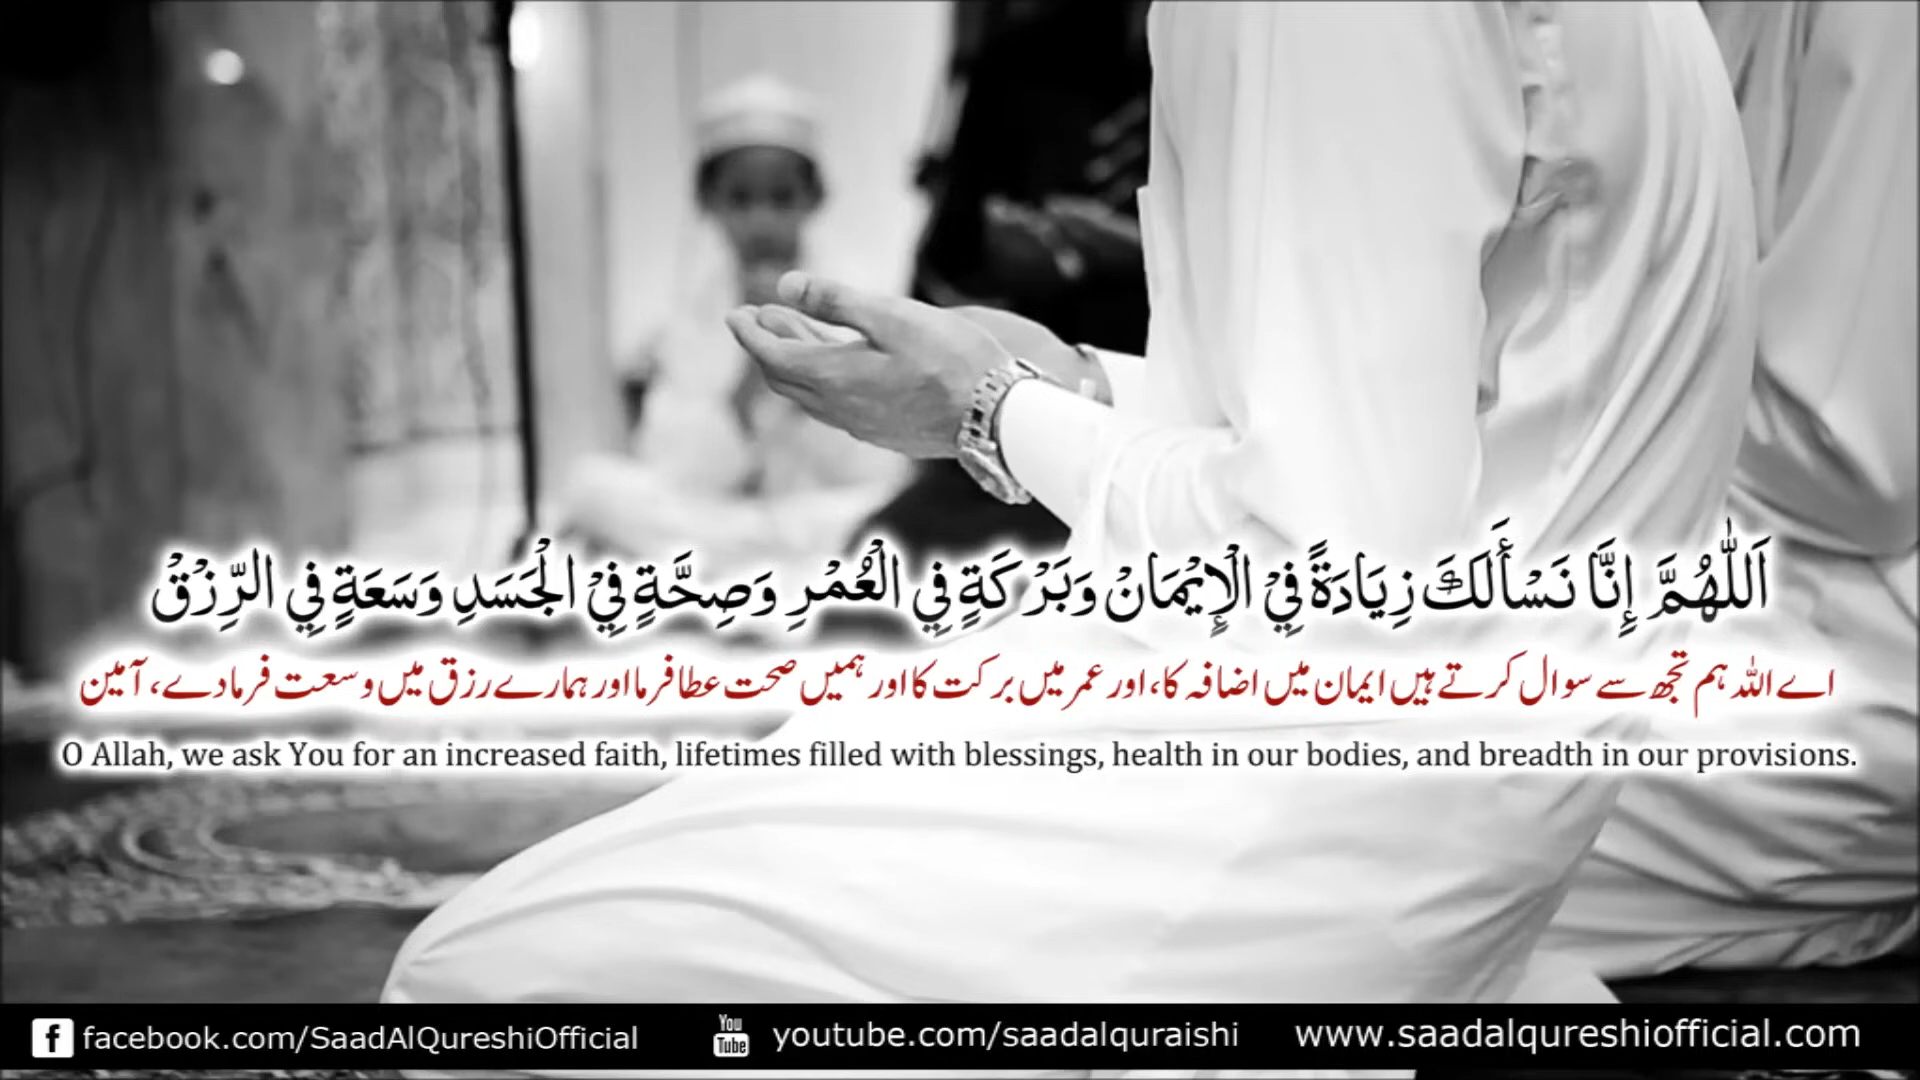 اَللّٰهُمَّ إِنَّا نَسْأَلُكَ زِيَادَةً فِيْ الْإِيْمَانْ وَبَرْكَةٍ فِي الْعُمْرِ وَصِحَّةٍ فِيْ الْجَسَدِ وَسَعَةٍ فِي الرِّزْقْ
اے اللہ ہم تجھ سے سوال کرتے ہیں ایمان میں اضافہ کا، اور عمر میں برکت کا اور ہمیں صحت عطا فرما اور ہمارے رزق میں وسعت فرما دے، آمین
O Allah, we ask You for an increased faith, lifetimes filled with blessings, health in our bodies, and breadth in our provisions.
f facebook.com/SaadAlQureshiOfficial You Tube youtube.com/saadalquraishi www.saadalqureshiofficial.com